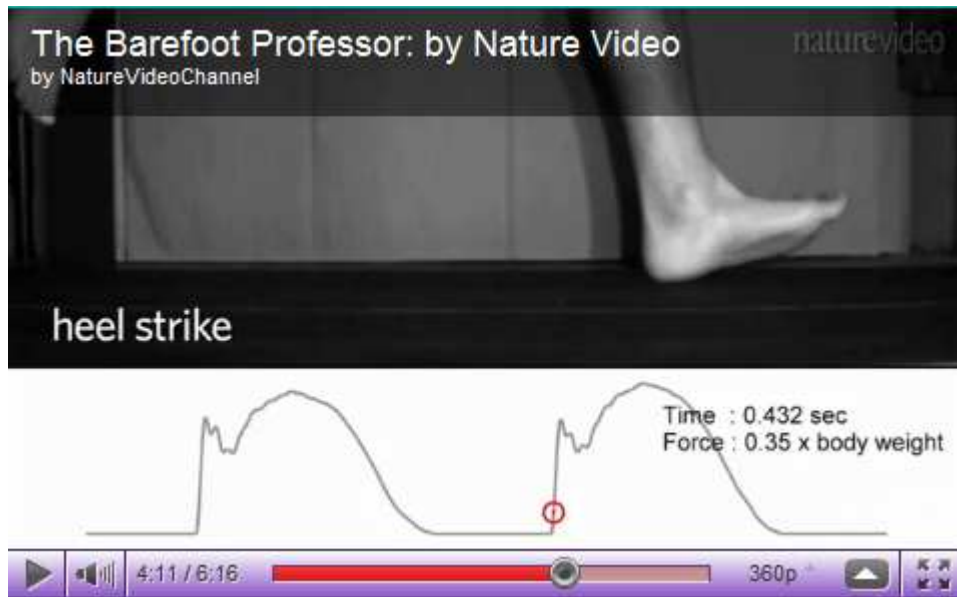 The Barefoot Professor: by Nature Video
naturevideo
by NatureVideoChannel
heel strike
Time : 0.432 sec
Force : 0.35 x body weight
4:11 / 6:16
360p